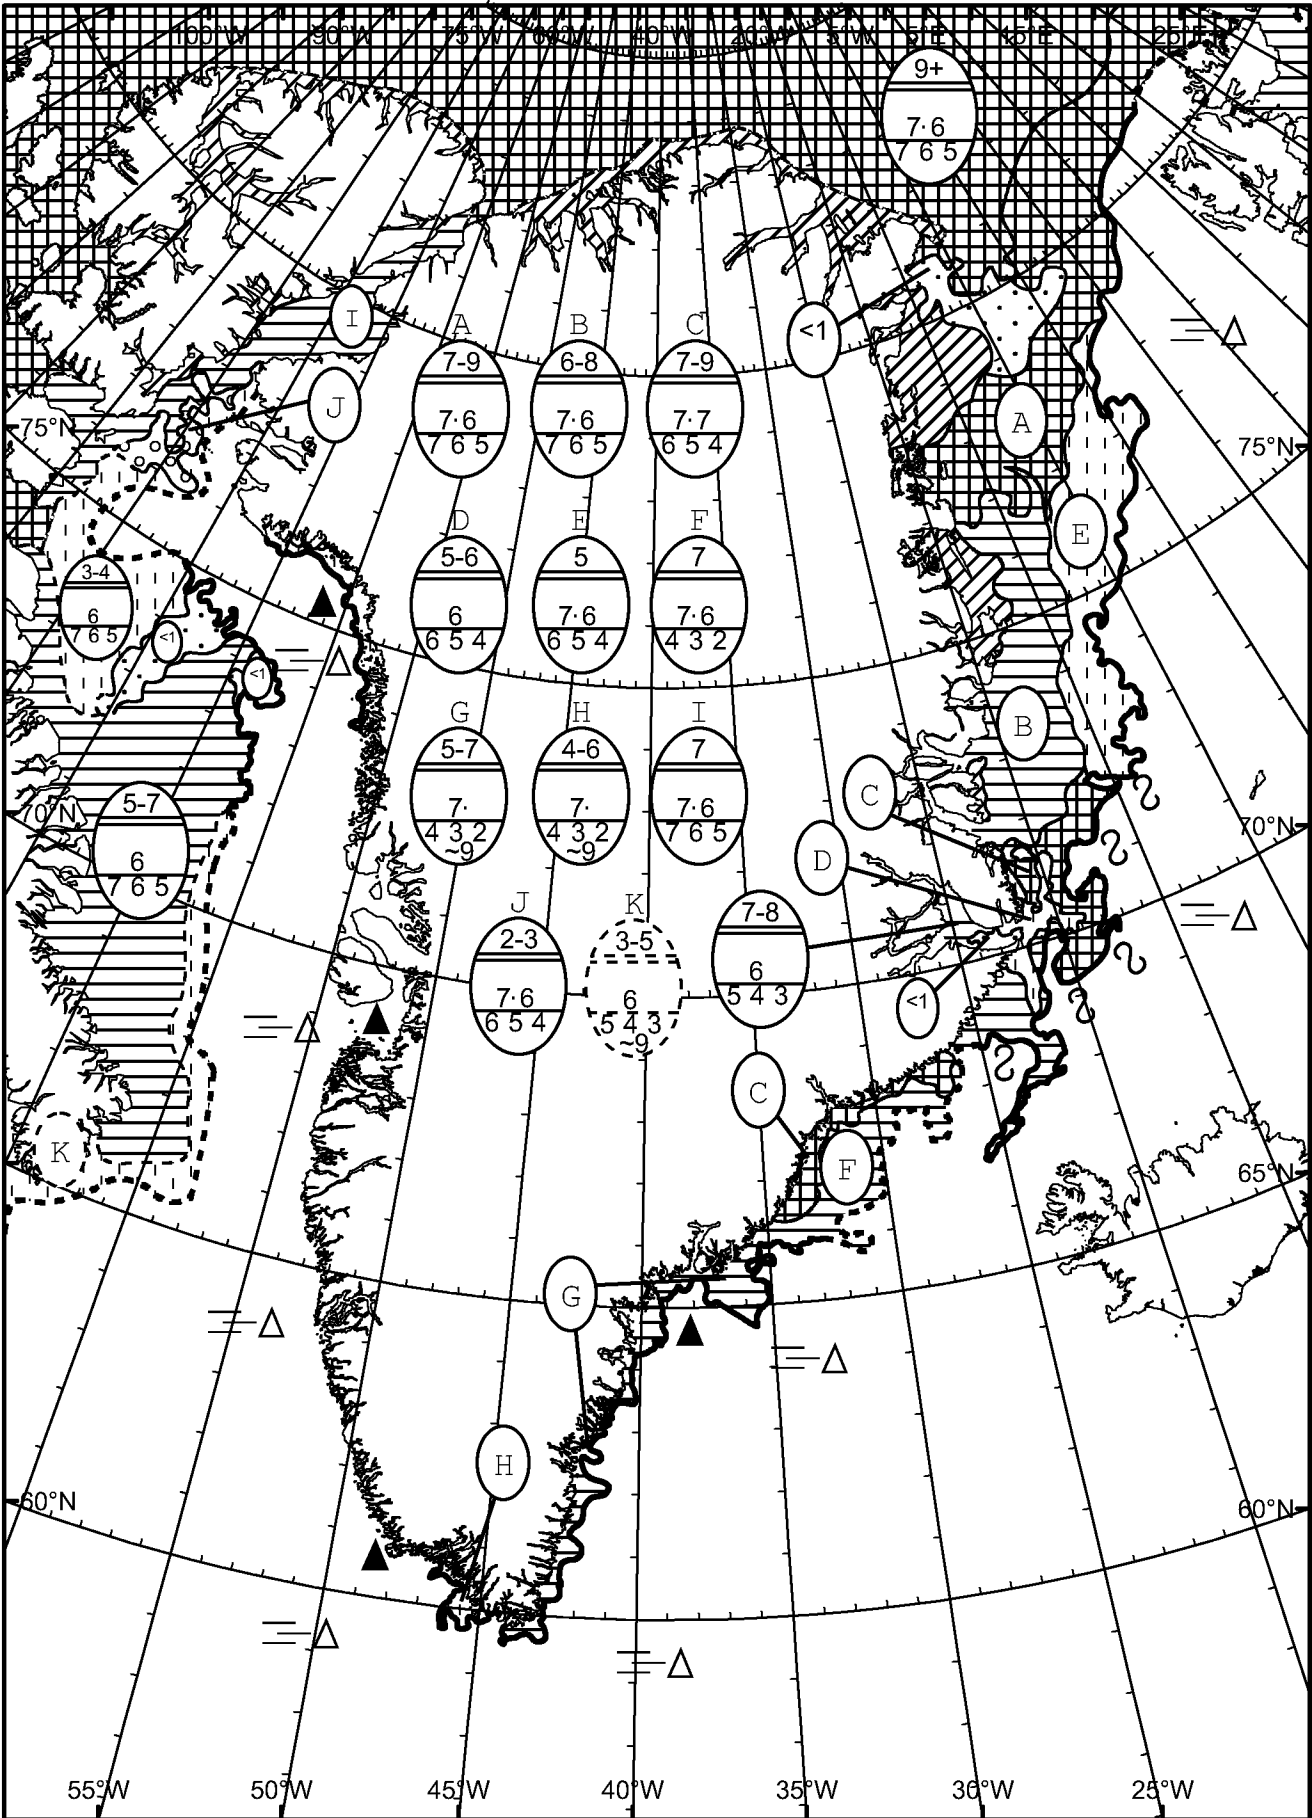 100°W 90°W 75°W 60°W 40°W 20°W 5°W 5°E 15°E 25°E
9+
7·6
7 6 5
I
<1
A B C
7-9 6-8 7-9
7·6 7·6 7·7
7 6 5 7 6 5 6 5 4
J
A
75°N 75°N
D E F
E
5-6 5 7
3-4
6 7·6 7·6
6
6 5 4 6 5 4 4 3 2
7 6 5
<1
<1
G H I
B
5-7 4-6 7
C
5-7
7· 7· 7·6
70°N 70°N
4 3 2 4 3 2 7 6 5
~9 ~9
6
D
7 6 5
J K
7-8
2-3 3-5
6
7·6 6
5 4 3
<1
6 5 4 5 4 3
~9
C
K
F
65°N
G
H
60°N 60°N
55°W 50°W 45°W 40°W 35°W 30°W 25°W